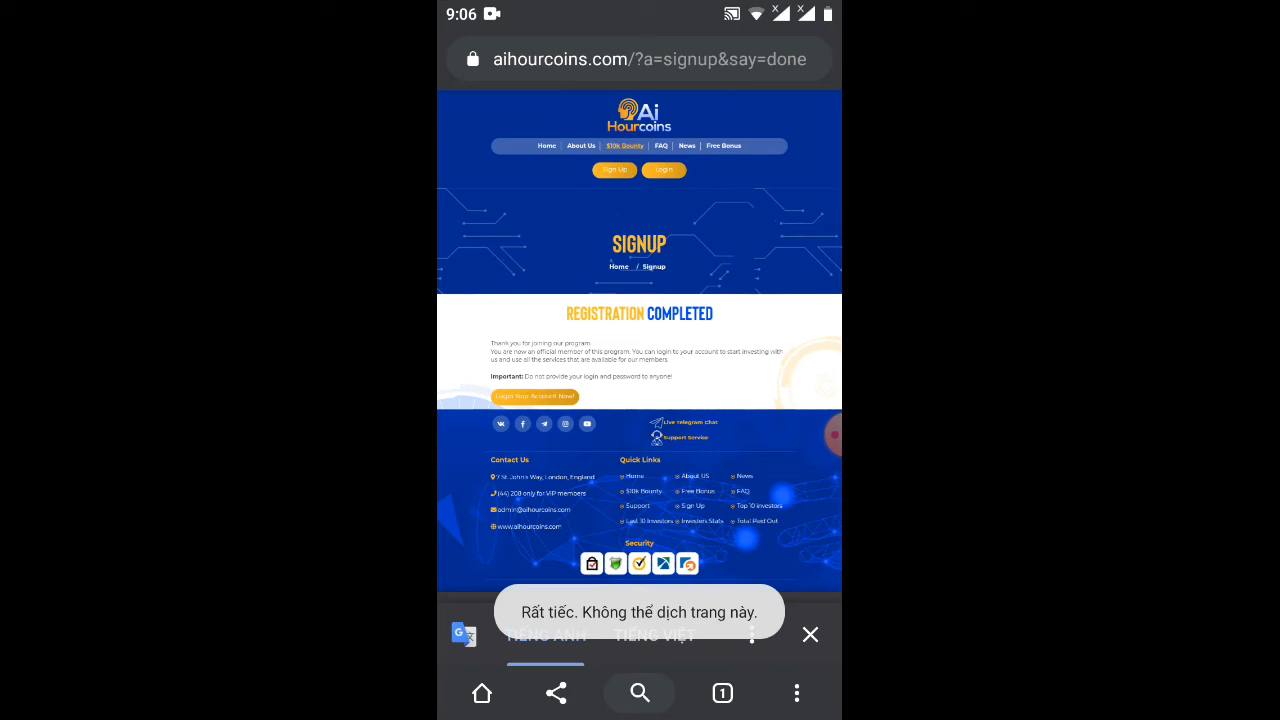 9:06
aihourcoins.com/?a=signup&say=done
Ai
Hourcoins
Home About Us $10k Bounty FAQ News Free Bonus
Sign Up Login
SIGNUP
Home / Signup
REGISTRATION COMPLETED
Thank you for joining our program.
You are now an official member of this program. You can login to your account to start investing with
us and use all the services that are available for our members.
Important: Do not provide your login and password to anyone!
Login Your Account Now!
Live Telegram Chat
Support Service
Contact Us
7 St. John's Way, London, England
(44) 208 only for VIP members
admin@aihourcoins.com
www.aihourcoins.com
Quick Links
Home About US News
$10k Bounty Free Bonus FAQ
Support Sign Up Top 10 investors
Last 10 Investors Investors Stats Total Paid Out
Security
Rất tiếc. Không thể dịch trang này.
TIẾNG ANH TIẾNG VIỆT
1